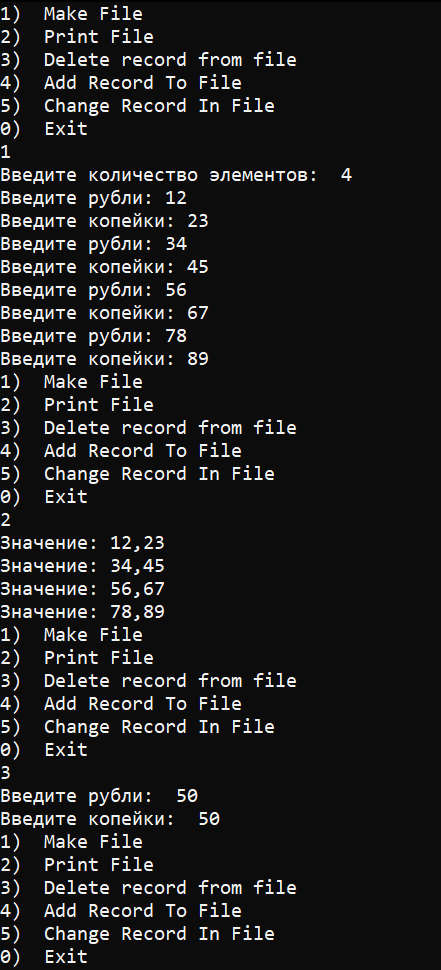 1)  Make File
2)  Print File
3)  Delete record from file
4)  Add Record To File
5)  Change Record In File
0)  Exit
1
Введите количество элементов:  4
Введите рубли: 12
Введите копейки: 23
Введите рубли: 34
Введите копейки: 45
Введите рубли: 56
Введите копейки: 67
Введите рубли: 78
Введите копейки: 89
1)  Make File
2)  Print File
3)  Delete record from file
4)  Add Record To File
5)  Change Record In File
0)  Exit
2
Значение: 12,23
Значение: 34,45
Значение: 56,67
Значение: 78,89
1)  Make File
2)  Print File
3)  Delete record from file
4)  Add Record To File
5)  Change Record In File
0)  Exit
3
Введите рубли:  50
Введите копейки:  50
1)  Make File
2)  Print File
3)  Delete record from file
4)  Add Record To File
5)  Change Record In File
0)  Exit